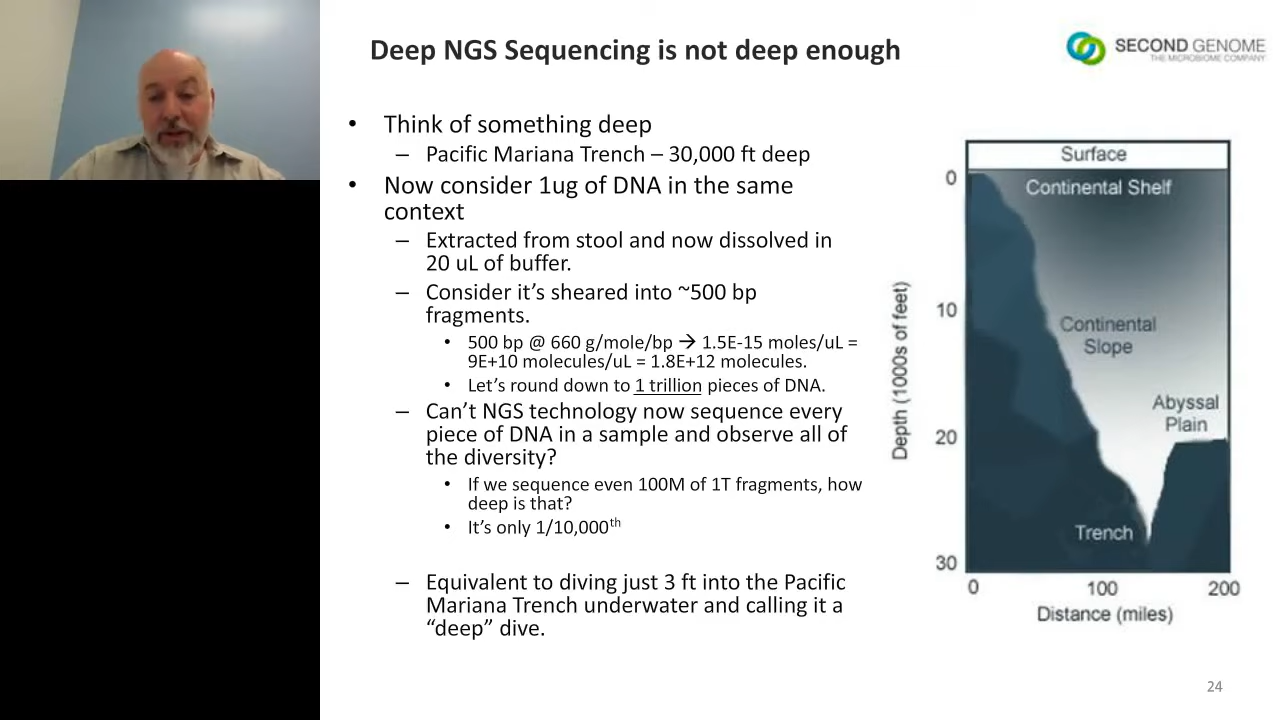 Deep NGS Sequencing is not deep enough
SECOND GENOME
THE MICROBIOME COMPANY
• Think of something deep
– Pacific Mariana Trench – 30,000 ft deep
• Now consider 1ug of DNA in the same
context
– Extracted from stool and now dissolved in
20 uL of buffer.
– Consider it's sheared into ~500 bp
fragments.
• 500 bp @ 660 g/mole/bp → 1.5E-15 moles/uL =
9E+10 molecules/uL = 1.8E+12 molecules.
• Let's round down to 1 trillion pieces of DNA.
– Can't NGS technology now sequence every
piece of DNA in a sample and observe all of
the diversity?
• If we sequence even 100M of 1T fragments, how
deep is that?
• It's only 1/10,000th
– Equivalent to diving just 3 ft into the Pacific
Mariana Trench underwater and calling it a
"deep" dive.
Surface
Continental Shelf
Continental
Slope
Abyssal
Plain
Trench
Depth (1000s of feet)
0
10
20
30
0 100 200
Distance (miles)
24